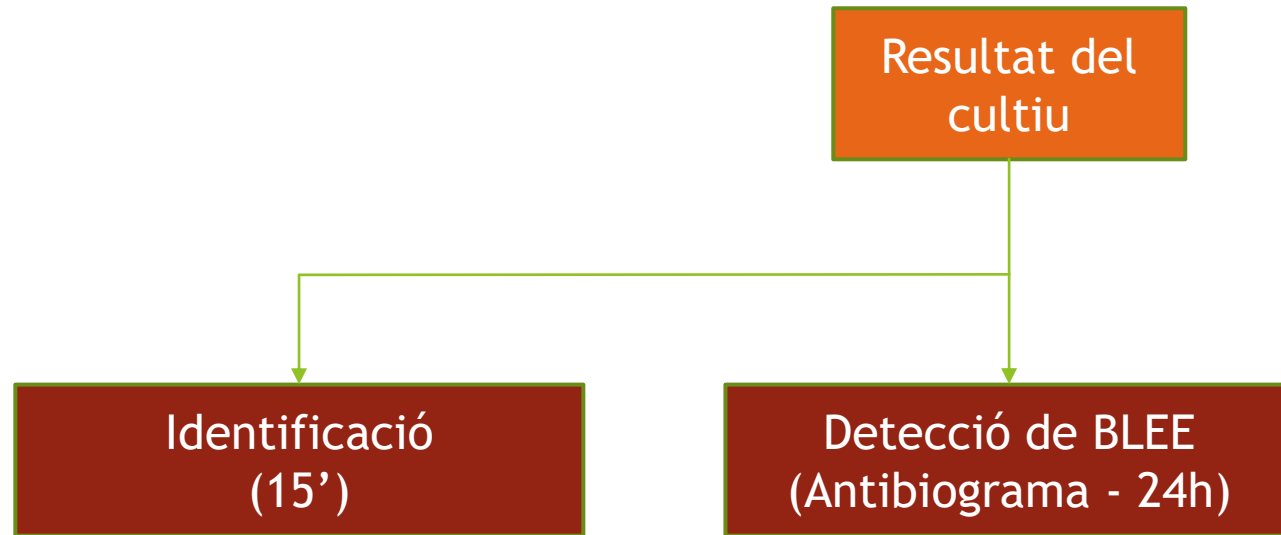 Resultat del
cultiu
Identificació
(15’)
Detecció de BLEE
(Antibiograma - 24h)